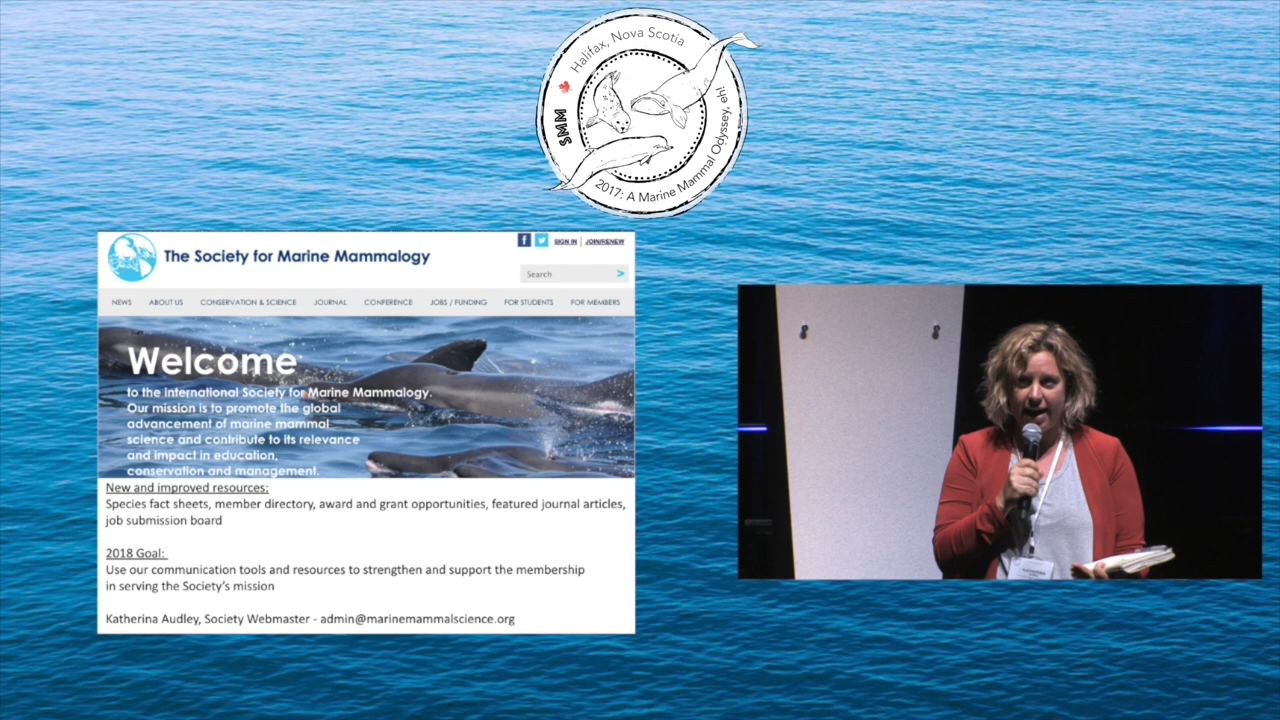 SMM Halifax, Nova Scotia
2017: A Marine Mammal Odyssey, eh!
The Society for Marine Mammalogy
f SIGN IN | JOIN/RENEW
Search >
NEWS ABOUT US CONSERVATION & SCIENCE JOURNAL CONFERENCE JOBS / FUNDING FOR STUDENTS FOR MEMBERS
Welcome
to the international Society for Marine Mammalogy.
Our mission is to promote the global
advancement of marine mammal
science and contribute to its relevance
and impact in education,
conservation and management.
New and improved resources:
Species fact sheets, member directory, award and grant opportunities, featured journal articles,
job submission board
2018 Goal:
Use our communication tools and resources to strengthen and support the membership
in serving the Society's mission
Katherina Audley, Society Webmaster - admin@marinemammalscience.org